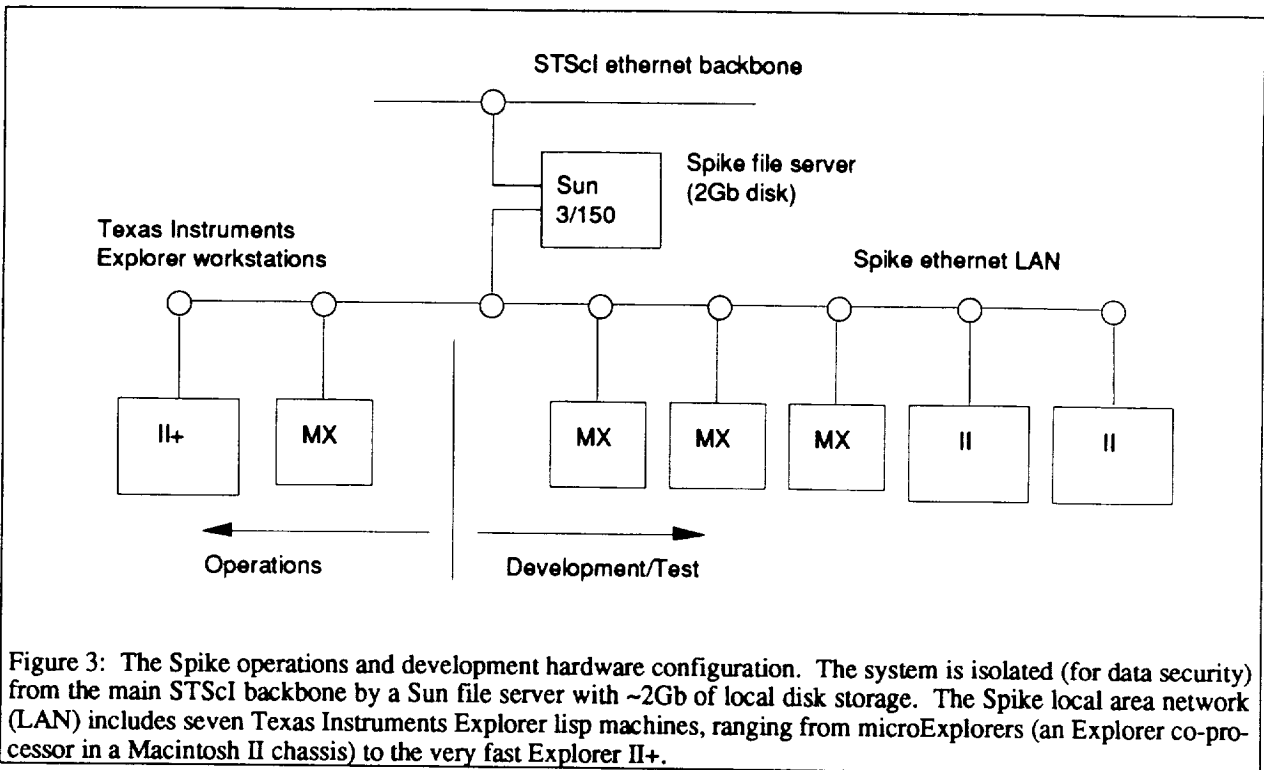 STScI ethernet backbone
Sun
3/150
Spike file server
(2Gb disk)
Texas Instruments
Explorer workstations
Spike ethernet LAN
II+
MX
MX
MX
MX
II
II
Operations
Development/Test
Figure 3: The Spike operations and development hardware configuration. The system is isolated (for data security)
from the main STScI backbone by a Sun file server with ~2Gb of local disk storage. The Spike local area network
(LAN) includes seven Texas Instruments Explorer lisp machines, ranging from microExplorers (an Explorer co-pro-
cessor in a Macintosh II chassis) to the very fast Explorer II+.